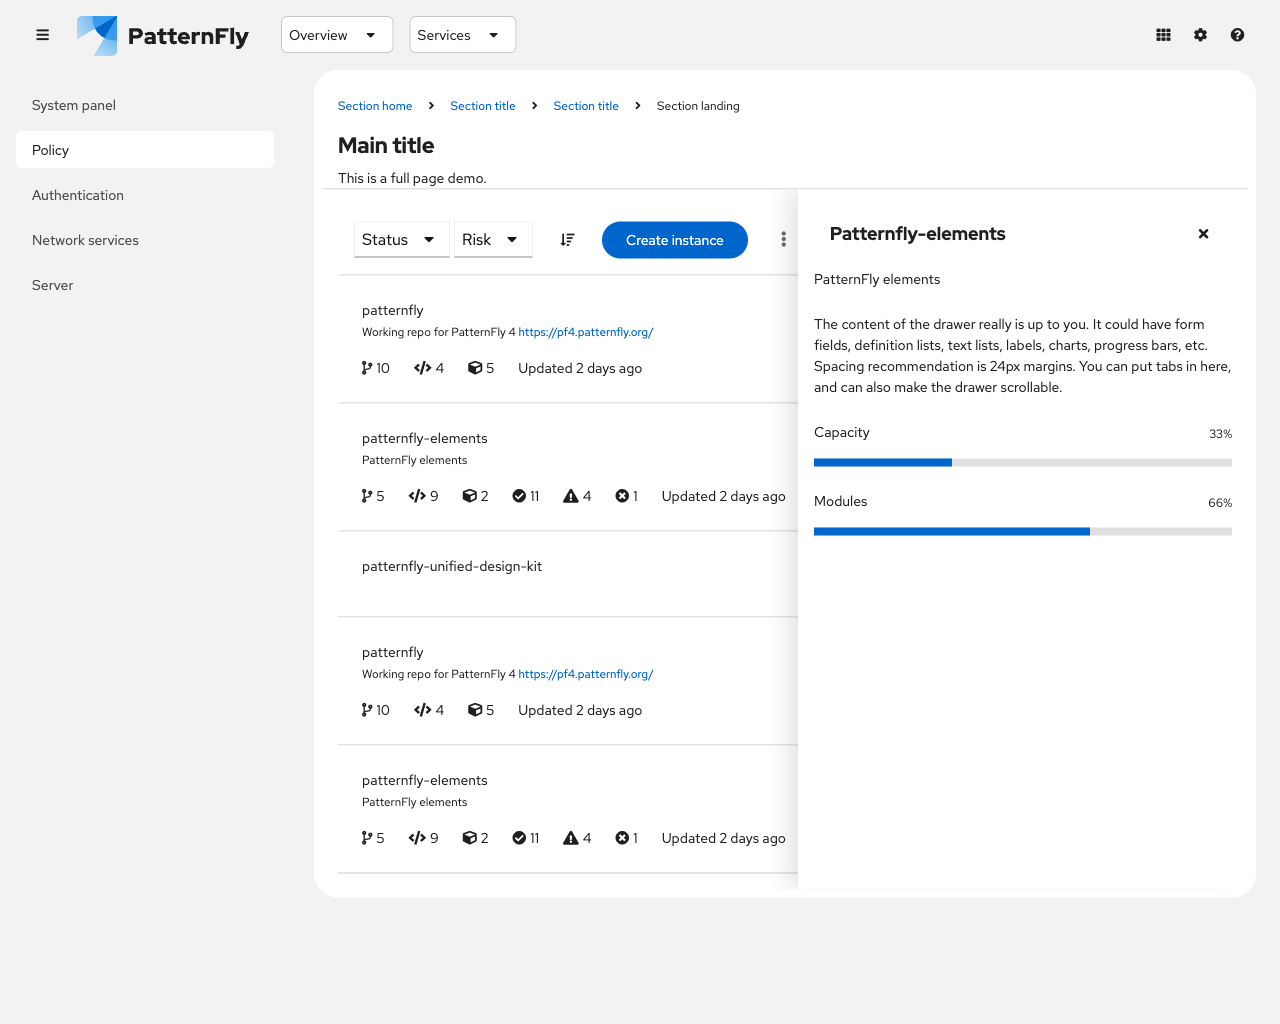 PatternFly
Overview
Services
System panel
Policy
Authentication
Network services
Server
Section home
Section title
Section title
Section landing
Main title
This is a full page demo.
Status
Risk
Create instance
patternfly
Working repo for PatternFly 4 https://pf4.patternfly.org/
10 4 5 Updated 2 days ago
patternfly-elements
PatternFly elements
5 9 2 11 4 1 Updated 2 days ago
patternfly-unified-design-kit
patternfly
Working repo for PatternFly 4 https://pf4.patternfly.org/
10 4 5 Updated 2 days ago
patternfly-elements
PatternFly elements
5 9 2 11 4 1 Updated 2 days ago
Patternfly-elements
PatternFly elements
The content of the drawer really is up to you. It could have form
fields, definition lists, text lists, labels, charts, progress bars, etc.
Spacing recommendation is 24px margins. You can put tabs in here,
and can also make the drawer scrollable.
Capacity
33%
Modules
66%